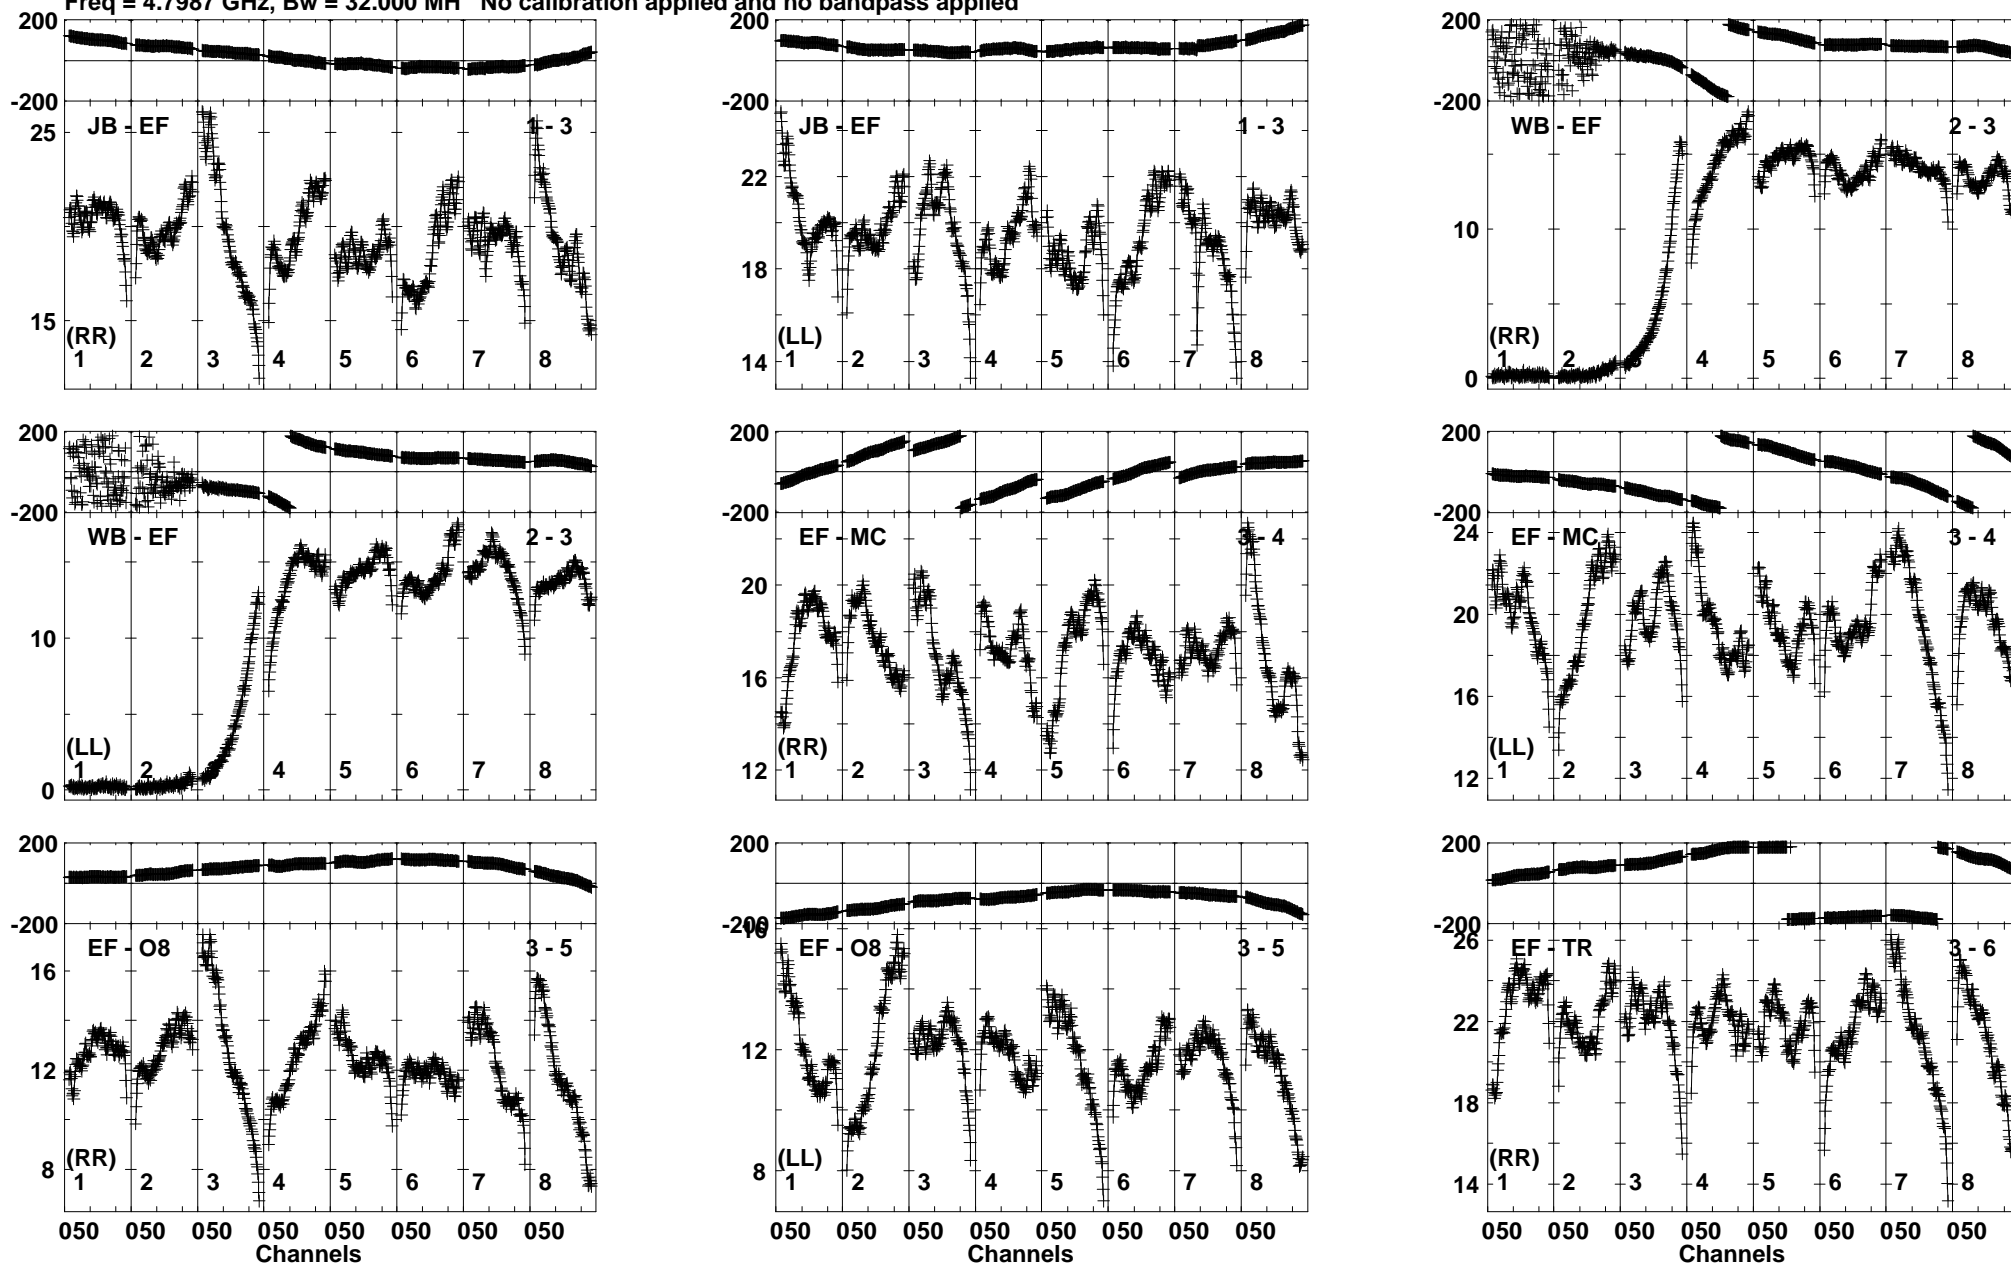 Freq = 4.7987 GHz, Bw = 32.000 MH No calibration applied and no bandpass applied
200 200 200
-200 -200 -200
JB - EF 1 - 3 JB - EF 1 - 3 WB - EF 2 - 3
25 22 10
15 18 0
14
(RR) (LL) (RR)
1 2 3 4 5 6 7 8 1 2 3 4 5 6 7 8 1 2 3 4 5 6 7 8
200 200 200
-200 -200 -200
WB - EF 2 - 3 EF - MC 3 - 4 EF - MC 3 - 4
10 20 24
0 16 20
12 16
12
(LL) (RR) (LL)
1 2 4 5 6 7 8 1 2 3 4 5 6 7 8 1 2 3 4 5 6 7 8
200 200 200
-200 -200 -200
EF - O8 3 - 5 EF - O8 3 - 5 EF - TR 3 - 6
16 16 26
12 12 22
8 8 18
14
(RR) (LL) (RR)
1 2 3 4 5 6 7 8 1 2 3 4 5 6 7 8 1 2 3 4 5 6 7 8
050 050 050 050 050 050 050 050 050 050 050 050 050 050 050 050 050 050 050 050 050 050 050 050
Channels Channels Channels